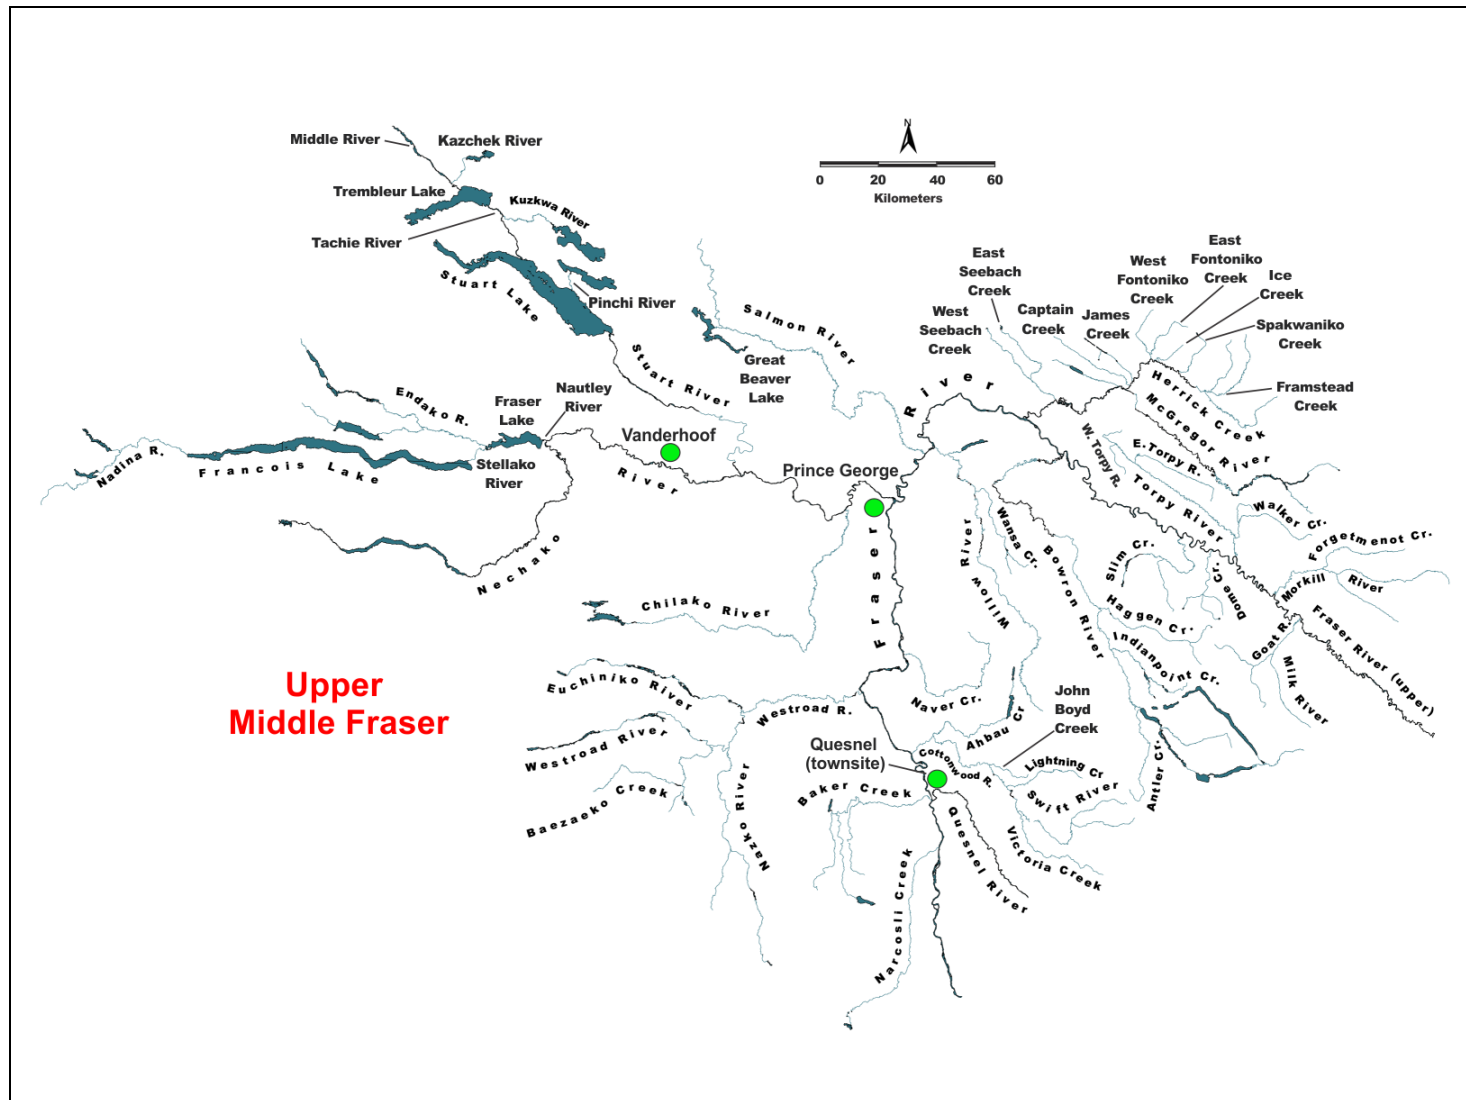 Middle River
Kazchek River
Trembleur Lake
Kuzkwa River
Tachie River
Stuart Lake
Pinchi River
Stuart River
Great
Beaver
Lake
Salmon River
N
0 20 40 60
Kilometers
East
Seebach
Creek
West
Seebach
Creek
Captain
Creek
James
Creek
West
Fontoniko
Creek
East
Fontoniko
Creek
Ice
Creek
Spakwaniko
Creek
Framstead
Creek
Herrick Creek
McGregor River
Endako R.
Fraser
Lake
Nautley
River
Nadina R.
Francois Lake
Stellako
River
Vanderhoof
Nechako River
Prince George
Fraser River
W. Torpy R.
E. Torpy R.
Torpy River
Walker Cr.
Forgetmenot Cr.
Morkill River
Fraser River (upper)
Goat R.
Milk River
Dome Cr.
Slim Cr.
Haggen Cr.
Indianpoint Cr.
Bowron River
Wansa Cr.
Willow River
Chilako River
Upper
Middle Fraser
Euchiniko River
Westroad R.
Westroad River
Baezaeko Creek
Nazko River
Naver Cr.
Ahbau Cr
John
Boyd
Creek
Quesnel
(townsite)
Cottonwood R.
Lightning Cr
Swift River
Antler Cr.
Baker Creek
Quesnel River
Victoria Creek
Narcosli Creek